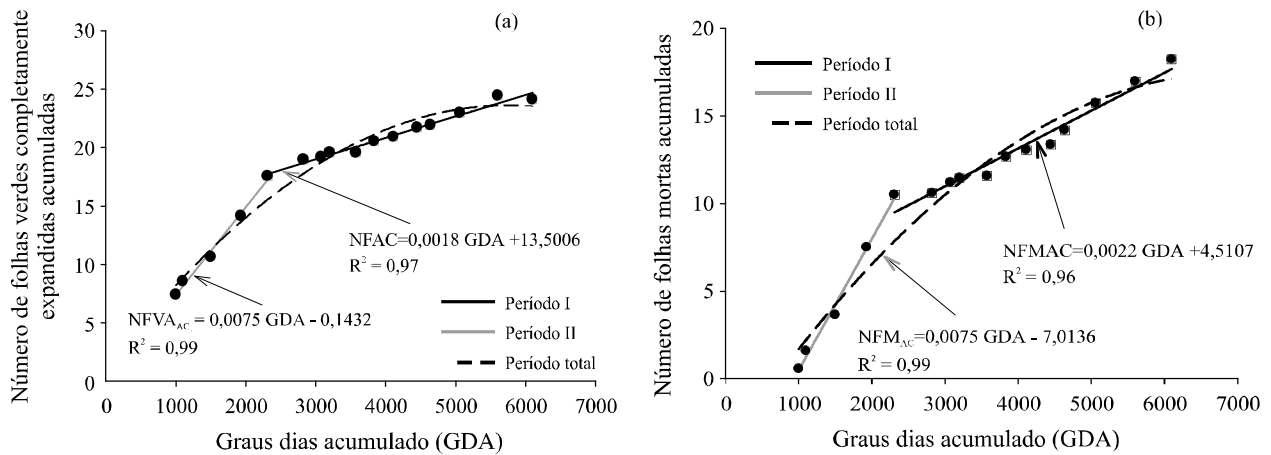 (a)
Número de folhas verdes completamente
expandidas acumuladas
30
25
20
15
10
5
0
NFAC=0,0018 GDA +13,5006
R² = 0,97
NFVA_AC = 0,0075 GDA - 0,1432
R² = 0,99
Período I
Período II
Período total
0 1000 2000 3000 4000 5000 6000 7000
Graus dias acumulado (GDA)
(b)
Número de folhas mortas acumuladas
20
15
10
5
0
Período I
Período II
Período total
NFMAC=0,0022 GDA +4,5107
R² = 0,96
NFM_AC=0,0075 GDA - 7,0136
R² = 0,99
0 1000 2000 3000 4000 5000 6000 7000
Graus dias acumulado (GDA)